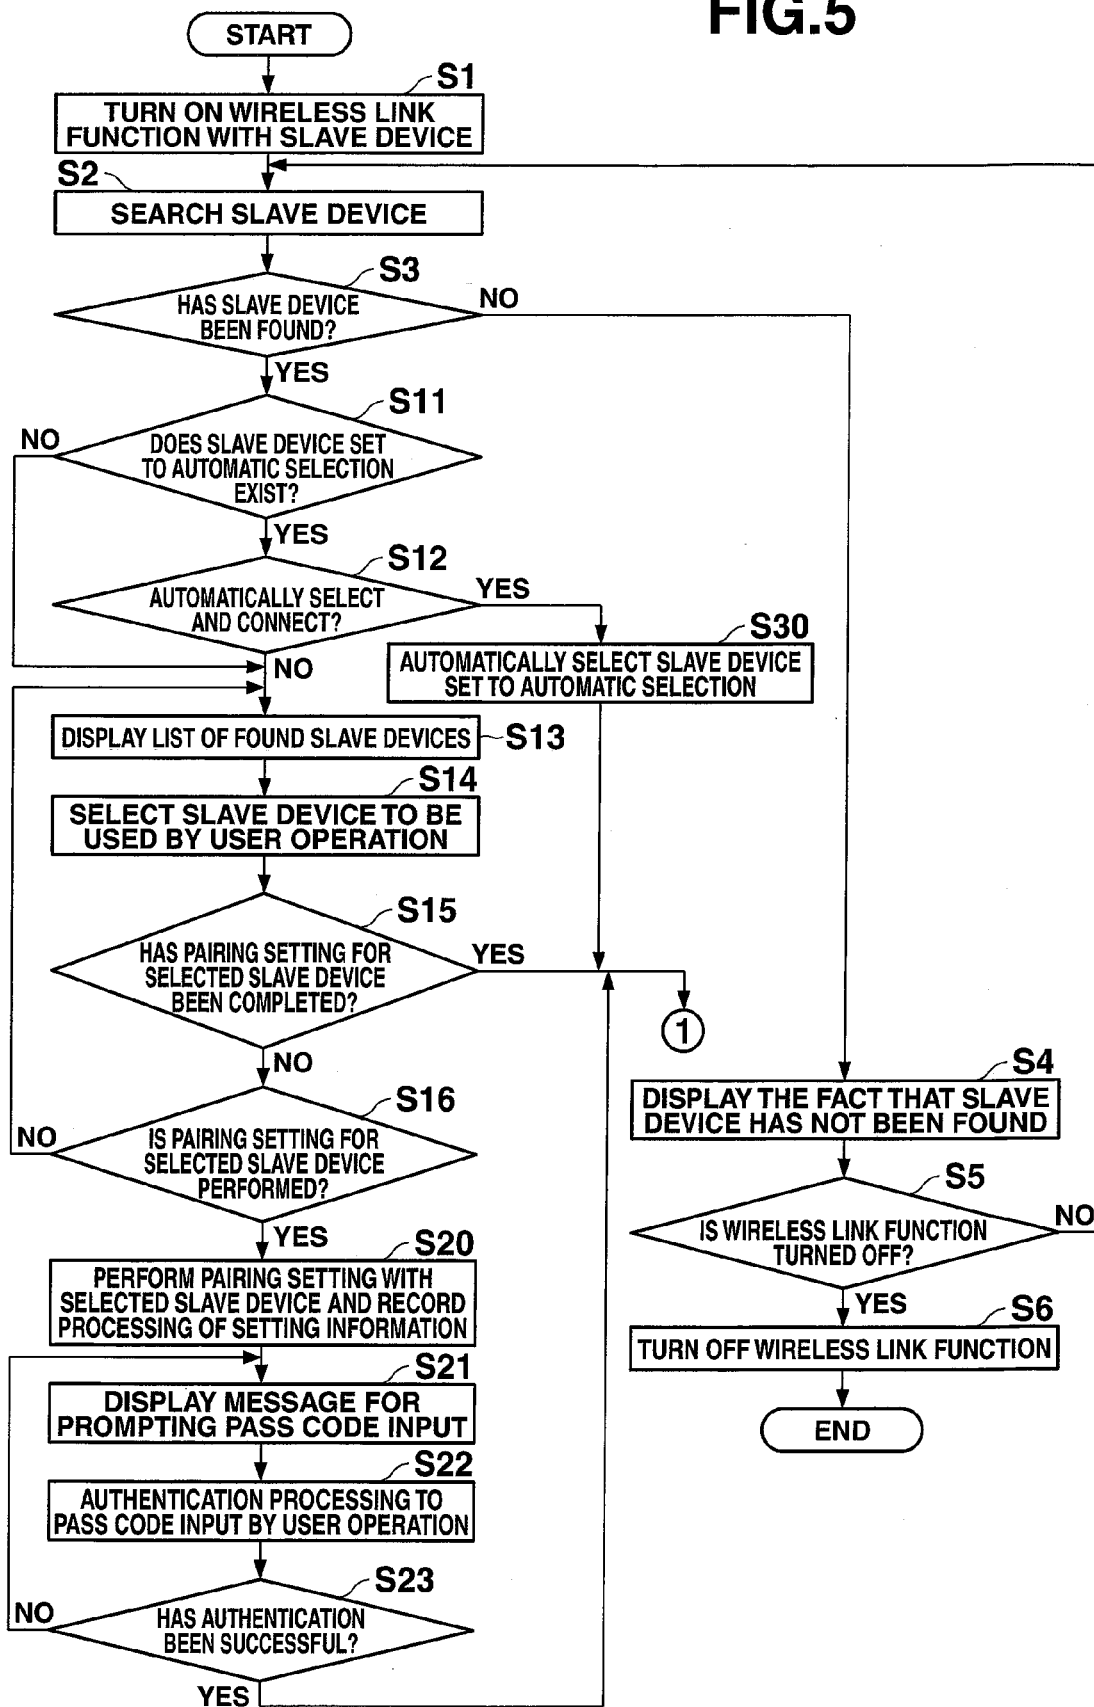 FIG.5
START
S1
TURN ON WIRELESS LINK
FUNCTION WITH SLAVE DEVICE
S2
SEARCH SLAVE DEVICE
S3
HAS SLAVE DEVICE
BEEN FOUND?
NO
YES
S11
DOES SLAVE DEVICE SET
TO AUTOMATIC SELECTION
EXIST?
NO
YES
S12
AUTOMATICALLY SELECT
AND CONNECT?
YES
NO
S30
AUTOMATICALLY SELECT SLAVE DEVICE
SET TO AUTOMATIC SELECTION
DISPLAY LIST OF FOUND SLAVE DEVICES
S13
S14
SELECT SLAVE DEVICE TO BE
USED BY USER OPERATION
S15
HAS PAIRING SETTING FOR
SELECTED SLAVE DEVICE
BEEN COMPLETED?
YES
1
NO
S16
IS PAIRING SETTING FOR
SELECTED SLAVE DEVICE
PERFORMED?
NO
YES
S20
PERFORM PAIRING SETTING WITH
SELECTED SLAVE DEVICE AND RECORD
PROCESSING OF SETTING INFORMATION
S21
DISPLAY MESSAGE FOR
PROMPTING PASS CODE INPUT
S22
AUTHENTICATION PROCESSING TO
PASS CODE INPUT BY USER OPERATION
S23
HAS AUTHENTICATION
BEEN SUCCESSFUL?
NO
YES
S4
DISPLAY THE FACT THAT SLAVE
DEVICE HAS NOT BEEN FOUND
S5
IS WIRELESS LINK FUNCTION
TURNED OFF?
NO
YES
S6
TURN OFF WIRELESS LINK FUNCTION
END